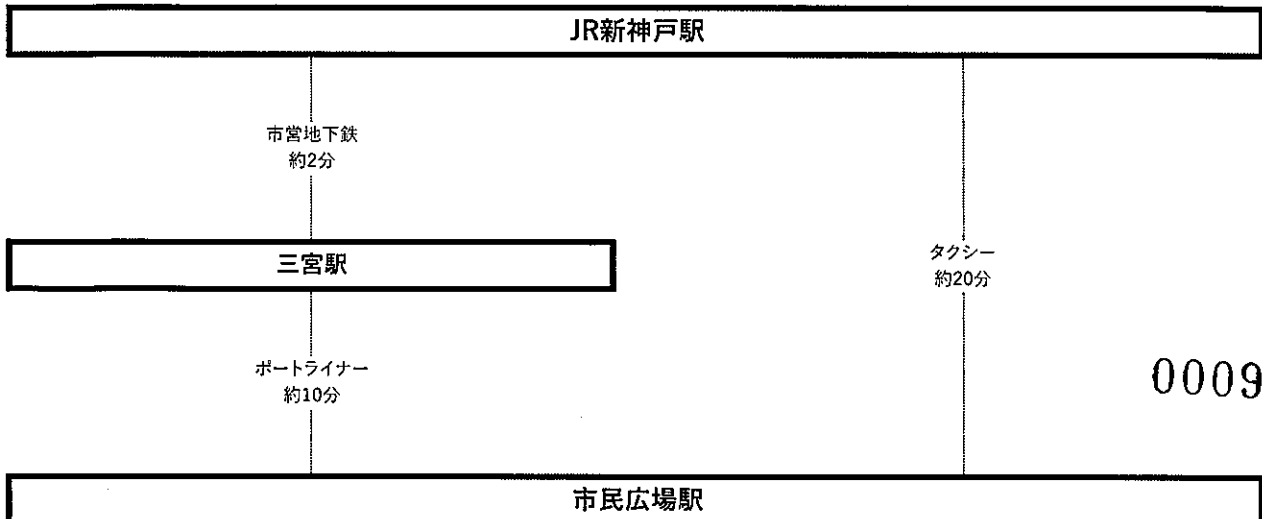 JR新神戸駅
市営地下鉄
約2分
三宮駅
タクシー
約20分
ポートライナー
約10分
0009
市民広場駅